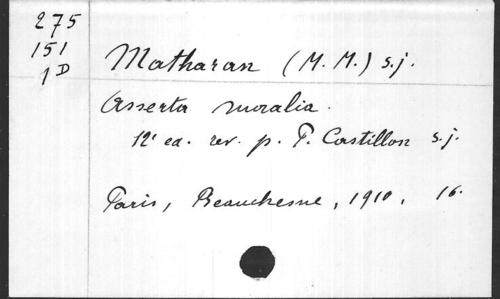 275
151
1D
Matharan (M. M.) s.j.
Asserta moralia.
12e ed. rev. p. T. Castillon s.j.
Paris, Beauchesne, 1910, 16.